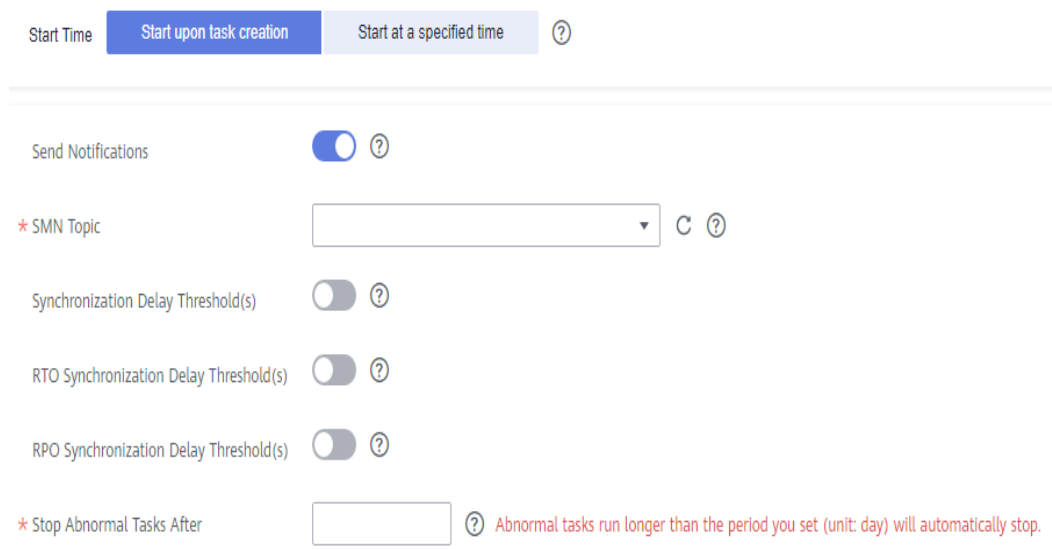 Start Time Start upon task creation Start at a specified time ?
Send Notifications ?
* SMN Topic ?
Synchronization Delay Threshold(s) ?
RTO Synchronization Delay Threshold(s) ?
RPO Synchronization Delay Threshold(s) ?
* Stop Abnormal Tasks After ? Abnormal tasks run longer than the period you set (unit: day) will automatically stop.